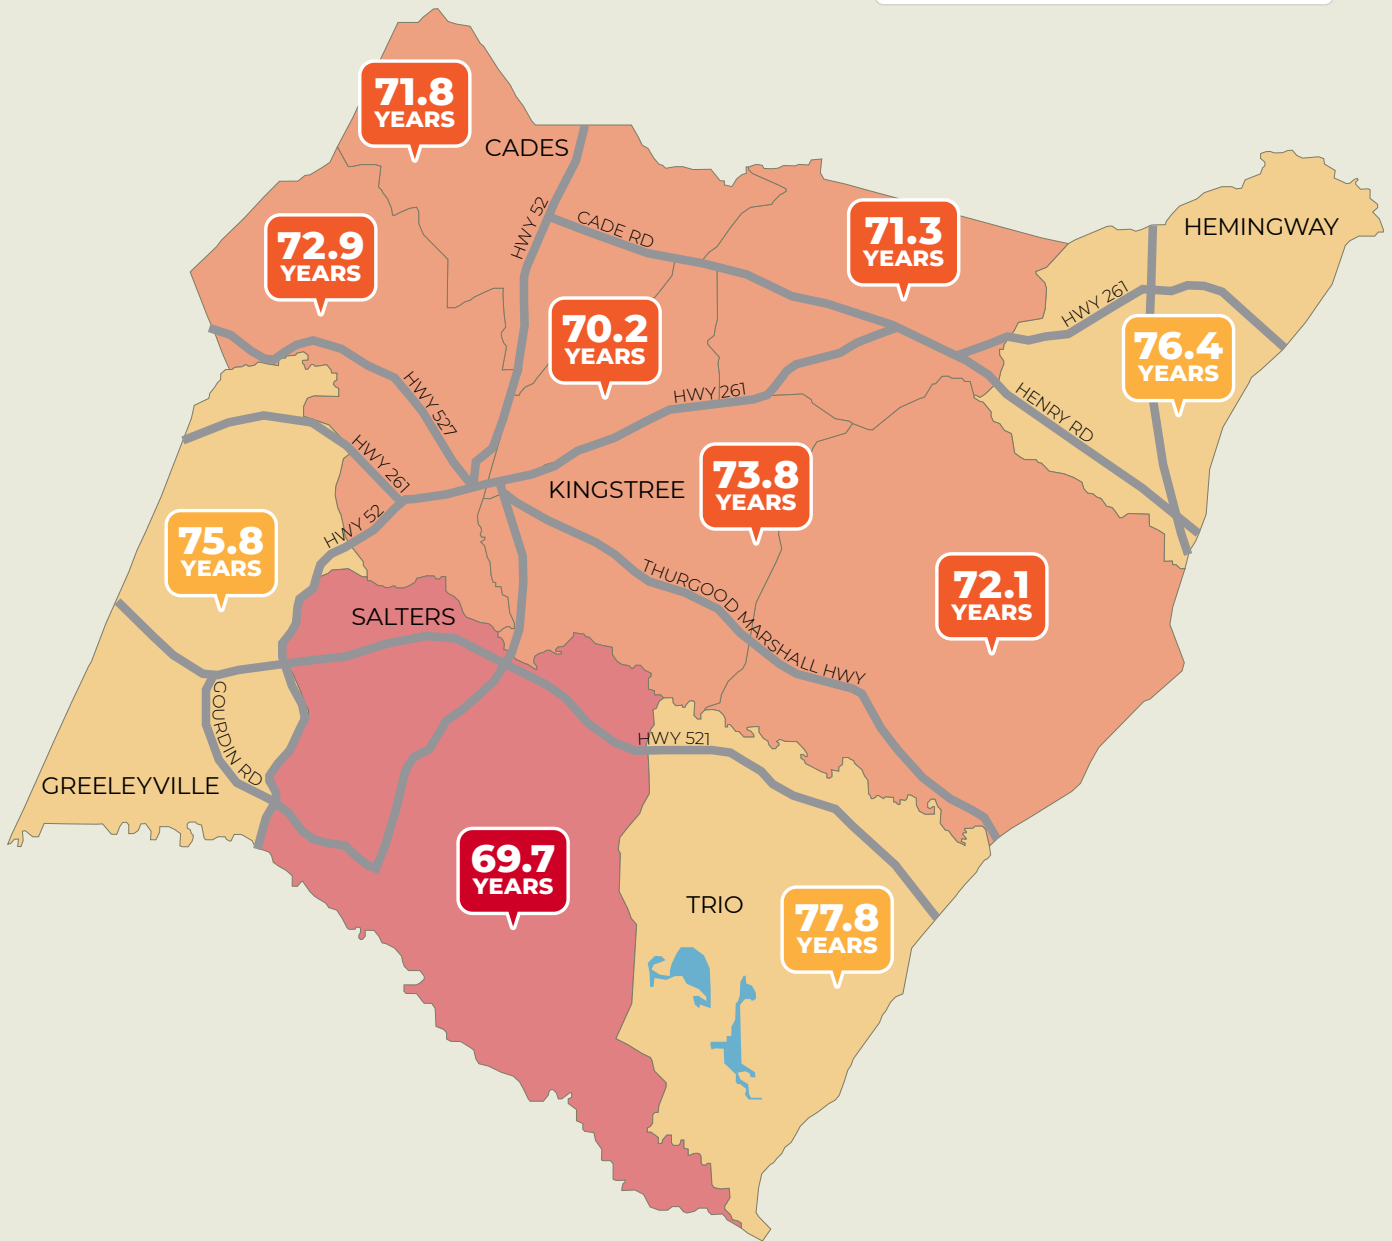 71.8
YEARS
CADES
HWY 52
CADE RD
72.9
YEARS
71.3
YEARS
HEMINGWAY
HWY 261
70.2
YEARS
76.4
YEARS
HWY 527
HWY 261
HENRY RD
HWY 261
HWY 52
KINGSTREE
73.8
YEARS
75.8
YEARS
THURGOOD MARSHALL HWY
72.1
YEARS
SALTERS
GOURDIN RD
HWY 521
GREELEYVILLE
69.7
YEARS
TRIO
77.8
YEARS